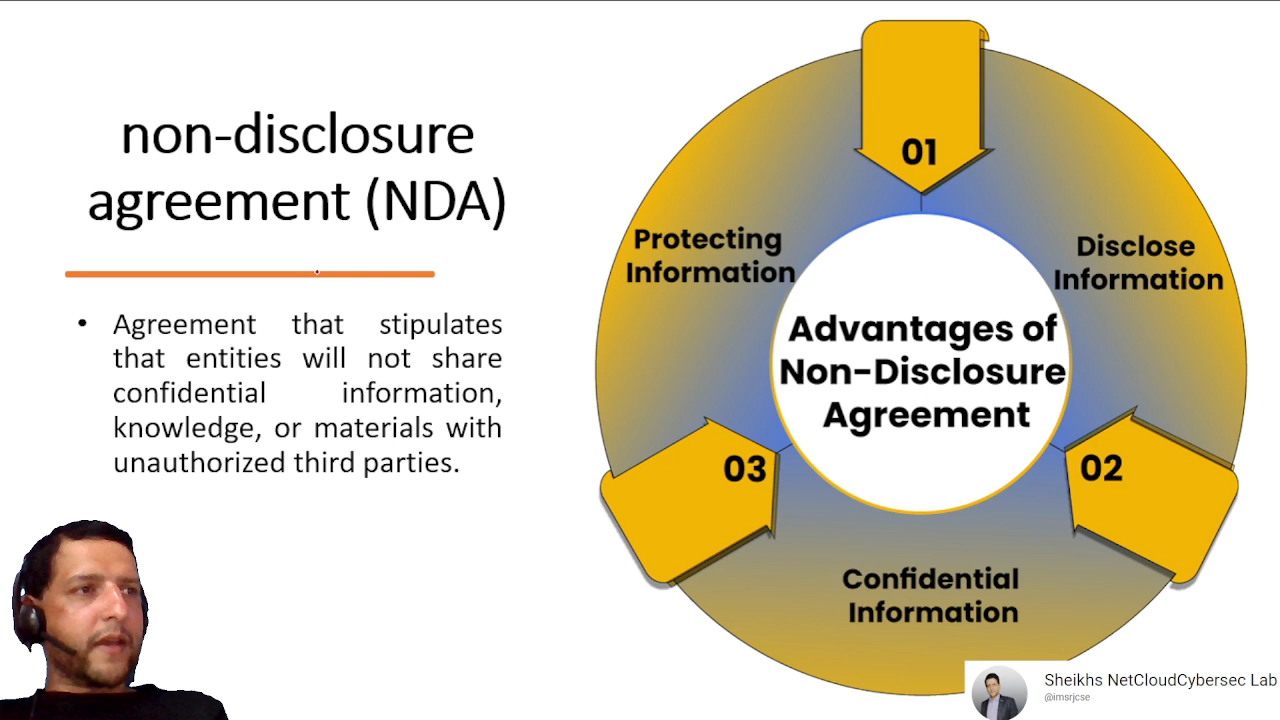 non-disclosure
agreement (NDA)
• Agreement that stipulates
that entities will not share
confidential information,
knowledge, or materials with
unauthorized third parties.
01
Protecting
Information
Disclose
Information
Advantages of
Non-Disclosure
Agreement
03
02
Confidential
Information
Sheikhs NetCloudCybersec Lab
@imsrjcse